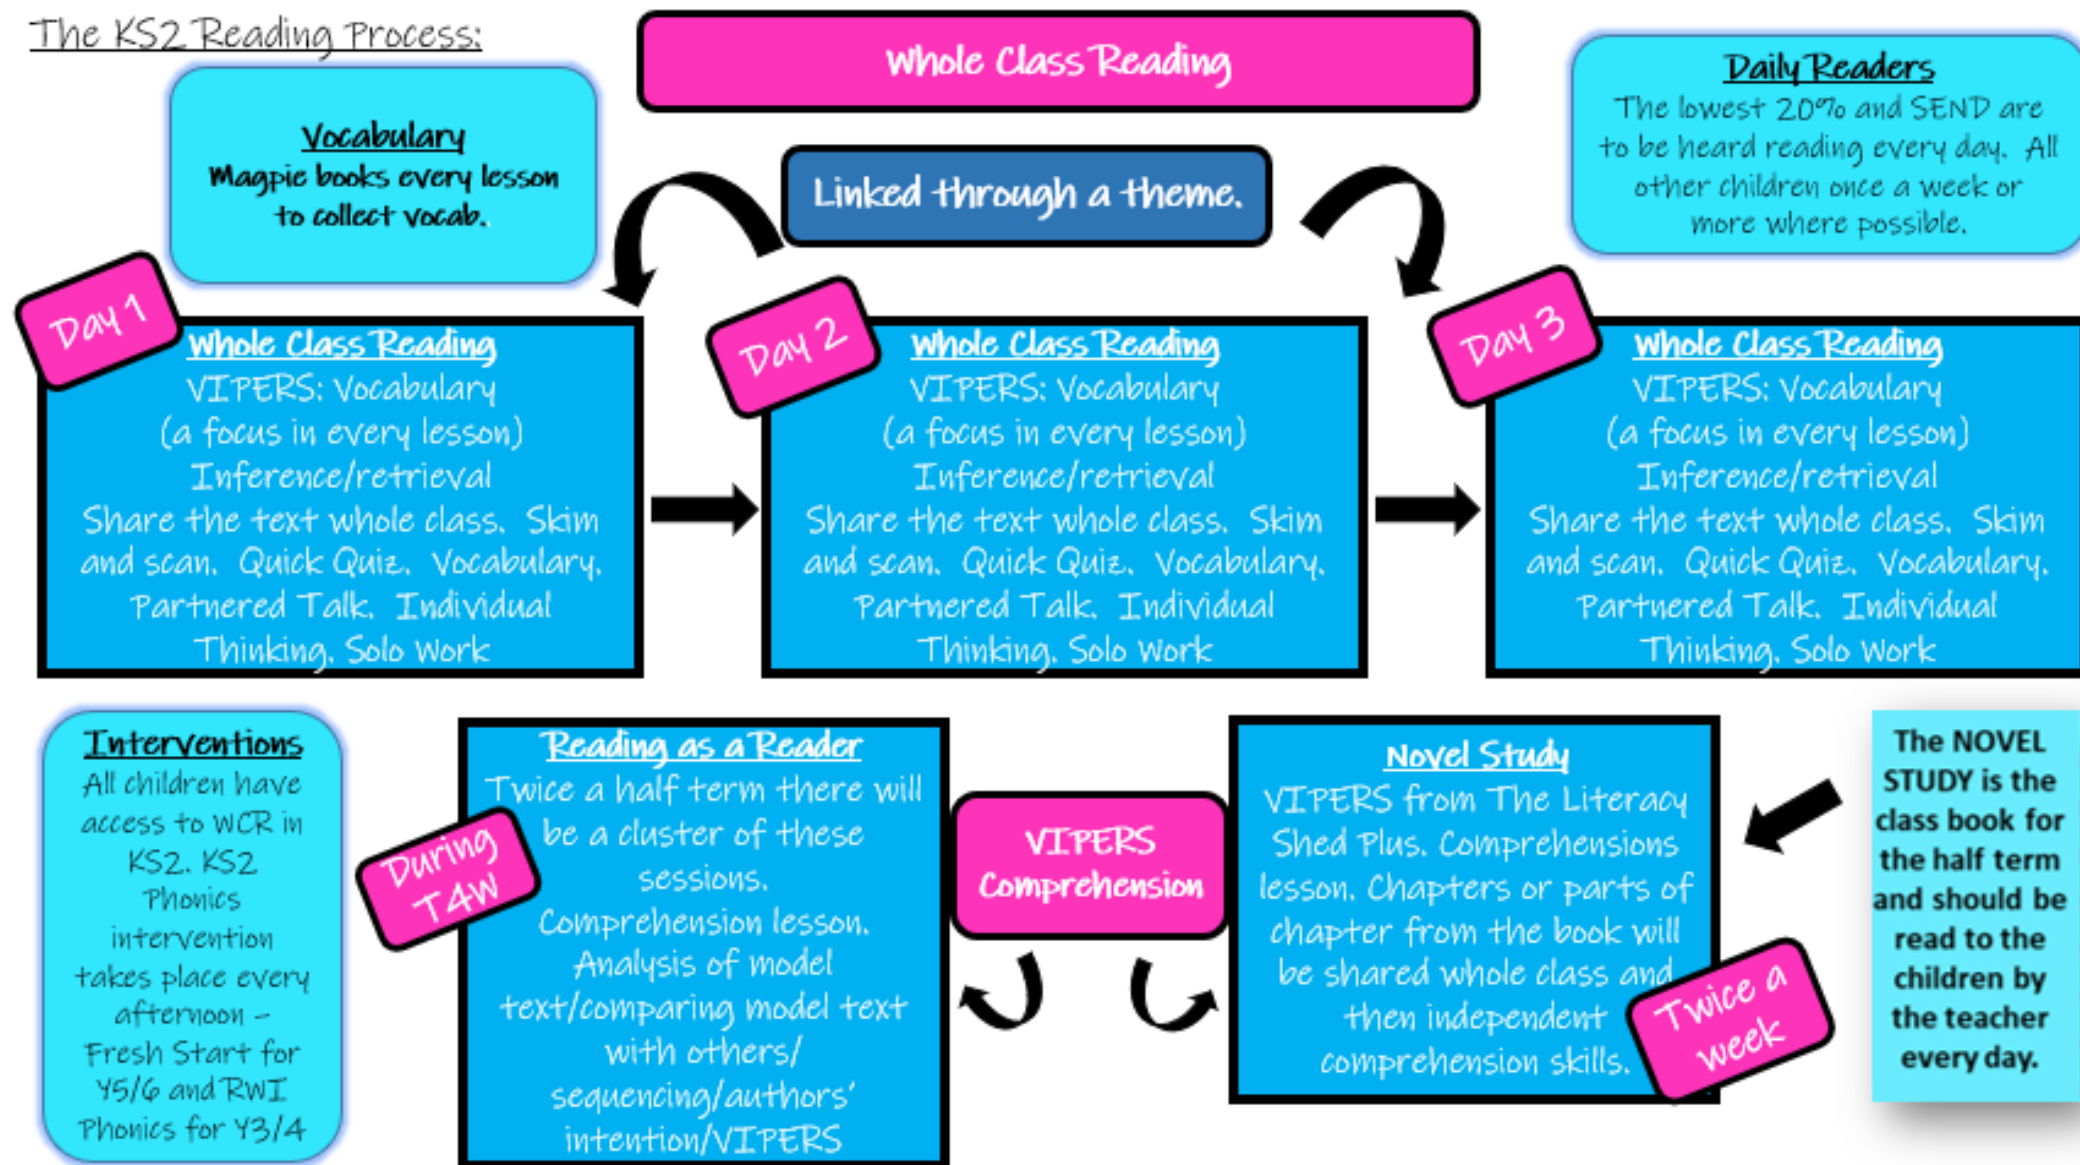 The KS2 Reading Process:
Whole Class Reading
Vocabulary
Magpie books every lesson
to collect vocab.
Linked through a theme.
Daily Readers
The lowest 20% and SEND are
to be heard reading every day.  All
other children once a week or
more where possible.
Day 1
Whole Class Reading
VIPERS: Vocabulary
(a focus in every lesson)
Inference/retrieval
Share the text whole class.  Skim
and scan.  Quick Quiz.  Vocabulary.
Partnered Talk.  Individual
Thinking. Solo Work
Day 2
Whole Class Reading
VIPERS: Vocabulary
(a focus in every lesson)
Inference/retrieval
Share the text whole class.  Skim
and scan.  Quick Quiz.  Vocabulary.
Partnered Talk.  Individual
Thinking. Solo Work
Day 3
Whole Class Reading
VIPERS: Vocabulary
(a focus in every lesson)
Inference/retrieval
Share the text whole class.  Skim
and scan.  Quick Quiz.  Vocabulary.
Partnered Talk.  Individual
Thinking. Solo Work
Interventions
All children have
access to WCR in
KS2. KS2
Phonics
intervention
takes place every
afternoon –
Fresh Start for
Y5/6 and RWI
Phonics for Y3/4
During
T4W
Reading as a Reader
Twice a half term there will
be a cluster of these
sessions.
Comprehension lesson.
Analysis of model
text/comparing model text
with others/
sequencing/authors'
intention/VIPERS
VIPERS
Comprehension
Novel Study
VIPERS from The Literacy
Shed Plus. Comprehensions
lesson. Chapters or parts of
chapter from the book will
be shared whole class and
then independent
comprehension skills.
Twice a
week
The NOVEL
STUDY is the
class book for
the half term
and should be
read to the
children by
the teacher
every day.